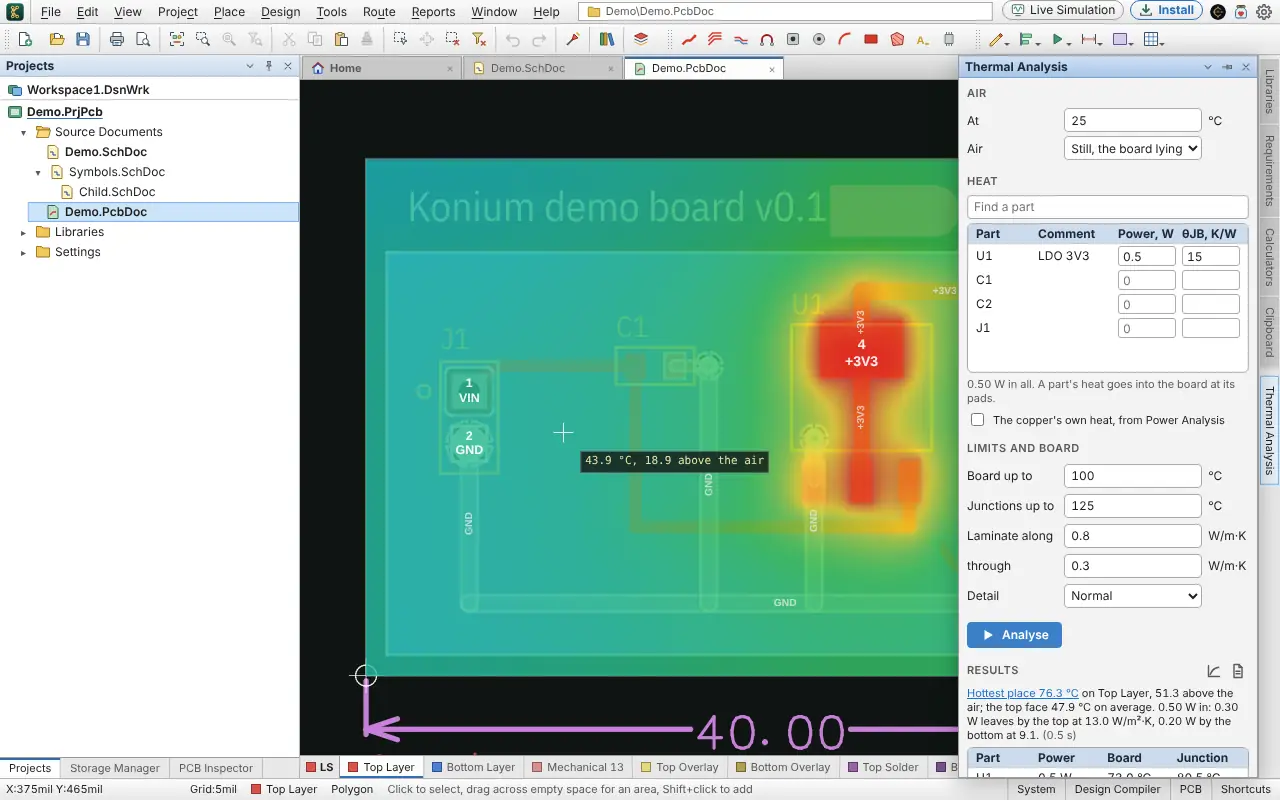 File Edit View Project Place Design Tools Route Reports Window Help
Demo\Demo.PcbDoc
Live Simulation
Install
Projects
Workspace1.DsnWrk
Demo.PrjPcb
Source Documents
Demo.SchDoc
Symbols.SchDoc
Child.SchDoc
Demo.PcbDoc
Libraries
Settings
Projects Storage Manager PCB Inspector
Home
Demo.SchDoc
Demo.PcbDoc
Konium demo board v0.1
U1
+3V3
+3V3
4
+3V3
+3V3
C1
J1
1
VIN
2
GND
43.9 °C, 18.9 above the air
GND
GND
GND
GND
40.00
LS Top Layer Bottom Layer Mechanical 13 Top Overlay Bottom Overlay Top Solder B
Thermal Analysis
AIR
At 25 °C
Air Still, the board lying
HEAT
Find a part
Part Comment Power, W θJB, K/W
U1 LDO 3V3 0.5 15
C1 0
C2 0
J1 0
0.50 W in all. A part's heat goes into the board at its
pads.
The copper's own heat, from Power Analysis
LIMITS AND BOARD
Board up to 100 °C
Junctions up to 125 °C
Laminate along 0.8 W/m·K
through 0.3 W/m·K
Detail Normal
Analyse
RESULTS
Hottest place 76.3 °C on Top Layer, 51.3 above the
air; the top face 47.9 °C on average. 0.50 W in: 0.30
W leaves by the top at 13.0 W/m²·K, 0.20 W by the
bottom at 9.1. (0.5 s)
Part Power Board Junction
U1 0.5 W 73.0 °C 80.5 °C
Libraries
Requirements
Calculators
Clipboard
Thermal Analysis
X:375mil Y:465mil Grid:5mil Top Layer Polygon Click to select, drag across empty space for an area, Shift+click to add System Design Compiler PCB Shortcuts